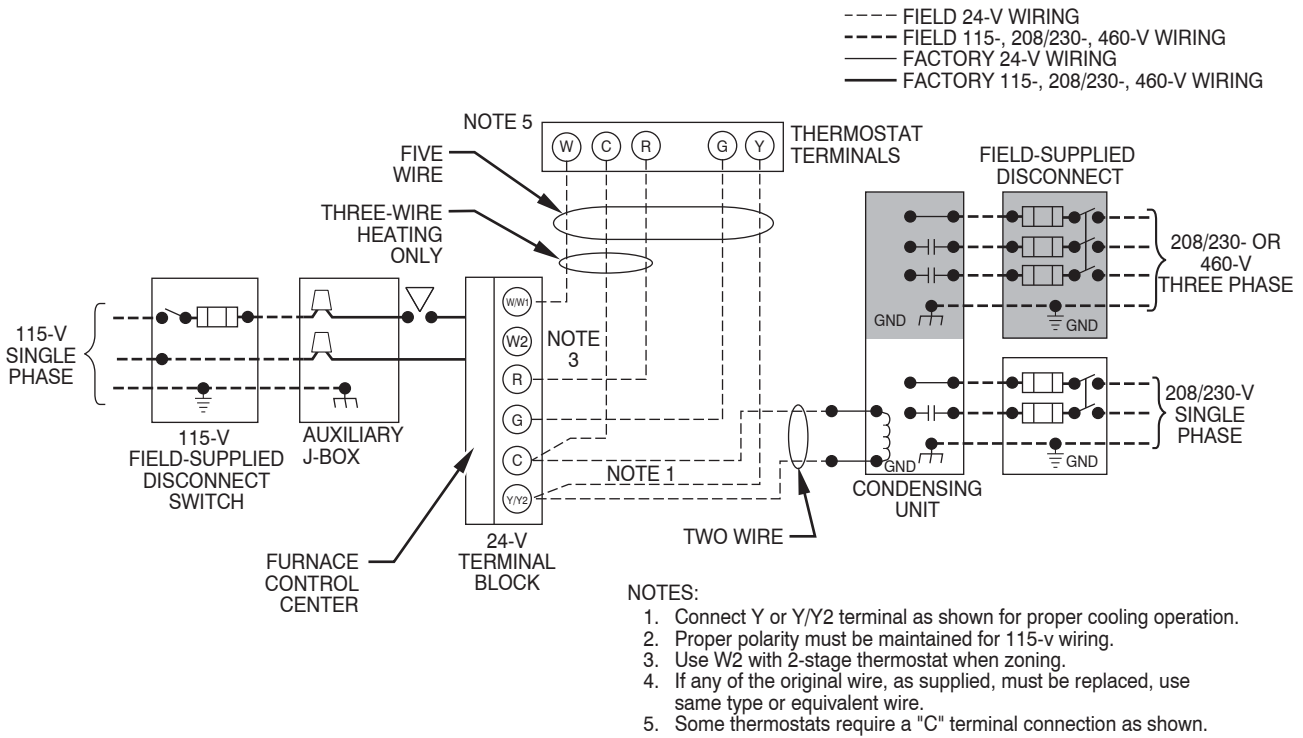 FIELD 24-V WIRING
FIELD 115-, 208/230-, 460-V WIRING
FACTORY 24-V WIRING
FACTORY 115-, 208/230-, 460-V WIRING
NOTE 5
W C R G Y
THERMOSTAT
TERMINALS
FIVE
WIRE
THREE-WIRE
HEATING
ONLY
FIELD-SUPPLIED
DISCONNECT
208/230- OR
460-V
THREE PHASE
GND
GND
115-V
SINGLE
PHASE
W/W1
W2
R
G
C
Y/Y2
NOTE
3
NOTE 1
115-V
FIELD-SUPPLIED
DISCONNECT
SWITCH
AUXILIARY
J-BOX
208/230-V
SINGLE
PHASE
GND
GND
CONDENSING
UNIT
TWO WIRE
FURNACE
CONTROL
CENTER
24-V
TERMINAL
BLOCK
NOTES:
1. Connect Y or Y/Y2 terminal as shown for proper cooling operation.
2. Proper polarity must be maintained for 115-v wiring.
3. Use W2 with 2-stage thermostat when zoning.
4. If any of the original wire, as supplied, must be replaced, use
same type or equivalent wire.
5. Some thermostats require a "C" terminal connection as shown.